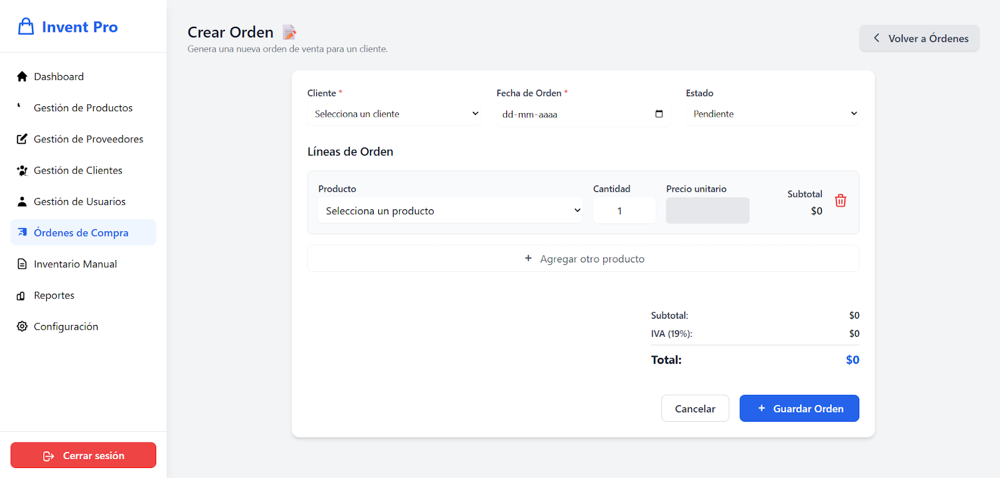 Invent Pro
Dashboard
Gestión de Productos
Gestión de Proveedores
Gestión de Clientes
Gestión de Usuarios
Órdenes de Compra
Inventario Manual
Reportes
Configuración
Cerrar sesión
Crear Orden
Genera una nueva orden de venta para un cliente.
Volver a Órdenes
Cliente * Fecha de Orden * Estado
Selecciona un cliente dd-mm-aaaa Pendiente
Líneas de Orden
Producto Cantidad Precio unitario Subtotal
Selecciona un producto 1 $0
+ Agregar otro producto
Subtotal: $0
IVA (19%): $0
Total: $0
Cancelar + Guardar Orden